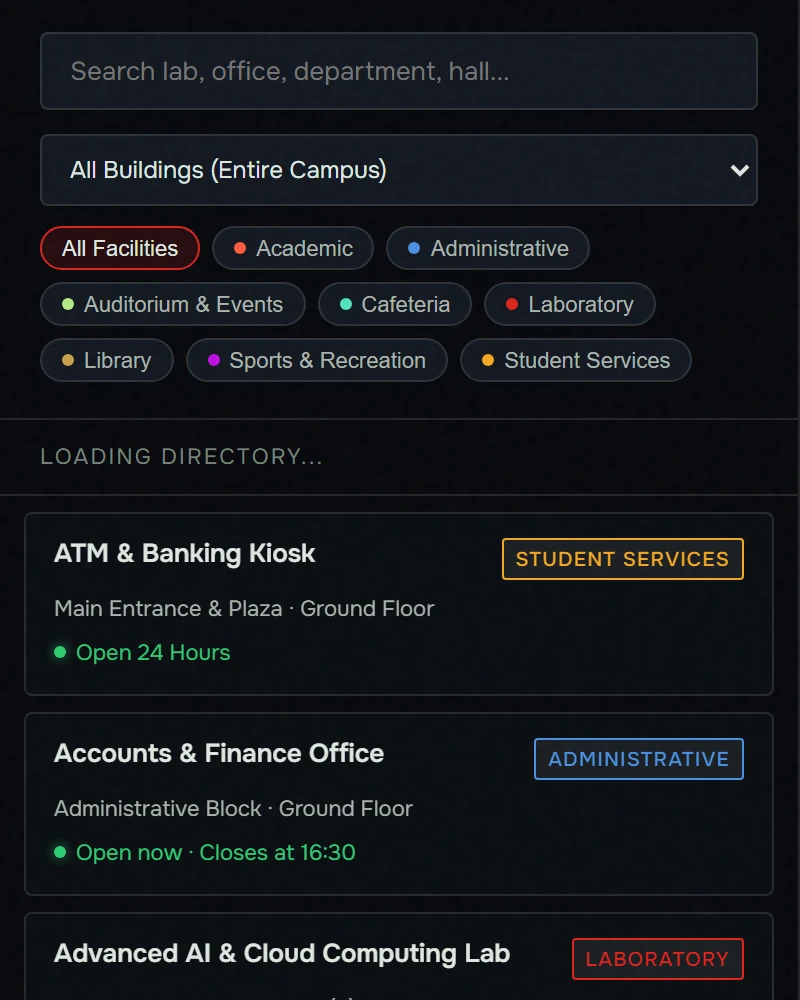 Search lab, office, department, hall...
All Buildings (Entire Campus)
All Facilities
Academic
Administrative
Auditorium & Events
Cafeteria
Laboratory
Library
Sports & Recreation
Student Services
LOADING DIRECTORY...
ATM & Banking Kiosk
STUDENT SERVICES
Main Entrance & Plaza · Ground Floor
Open 24 Hours
Accounts & Finance Office
ADMINISTRATIVE
Administrative Block · Ground Floor
Open now · Closes at 16:30
Advanced AI & Cloud Computing Lab
LABORATORY